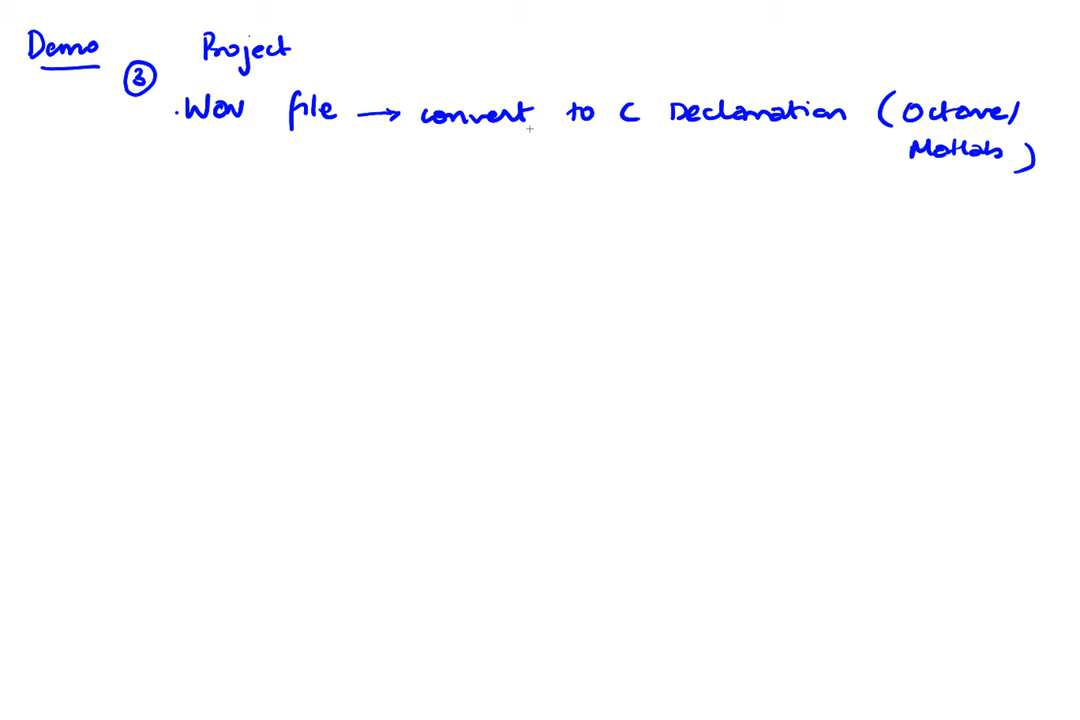 Demo Project
③
.Wav file → convert to C Declaration (Octave/
Matlab)